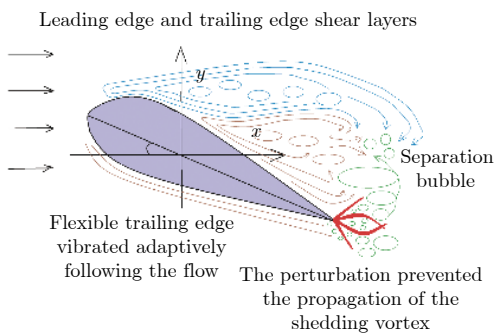 Leading edge and trailing edge shear layers
y
x
Separation
bubble
Flexible trailing edge
vibrated adaptively
following the flow
The perturbation prevented
the propagation of the
shedding vortex